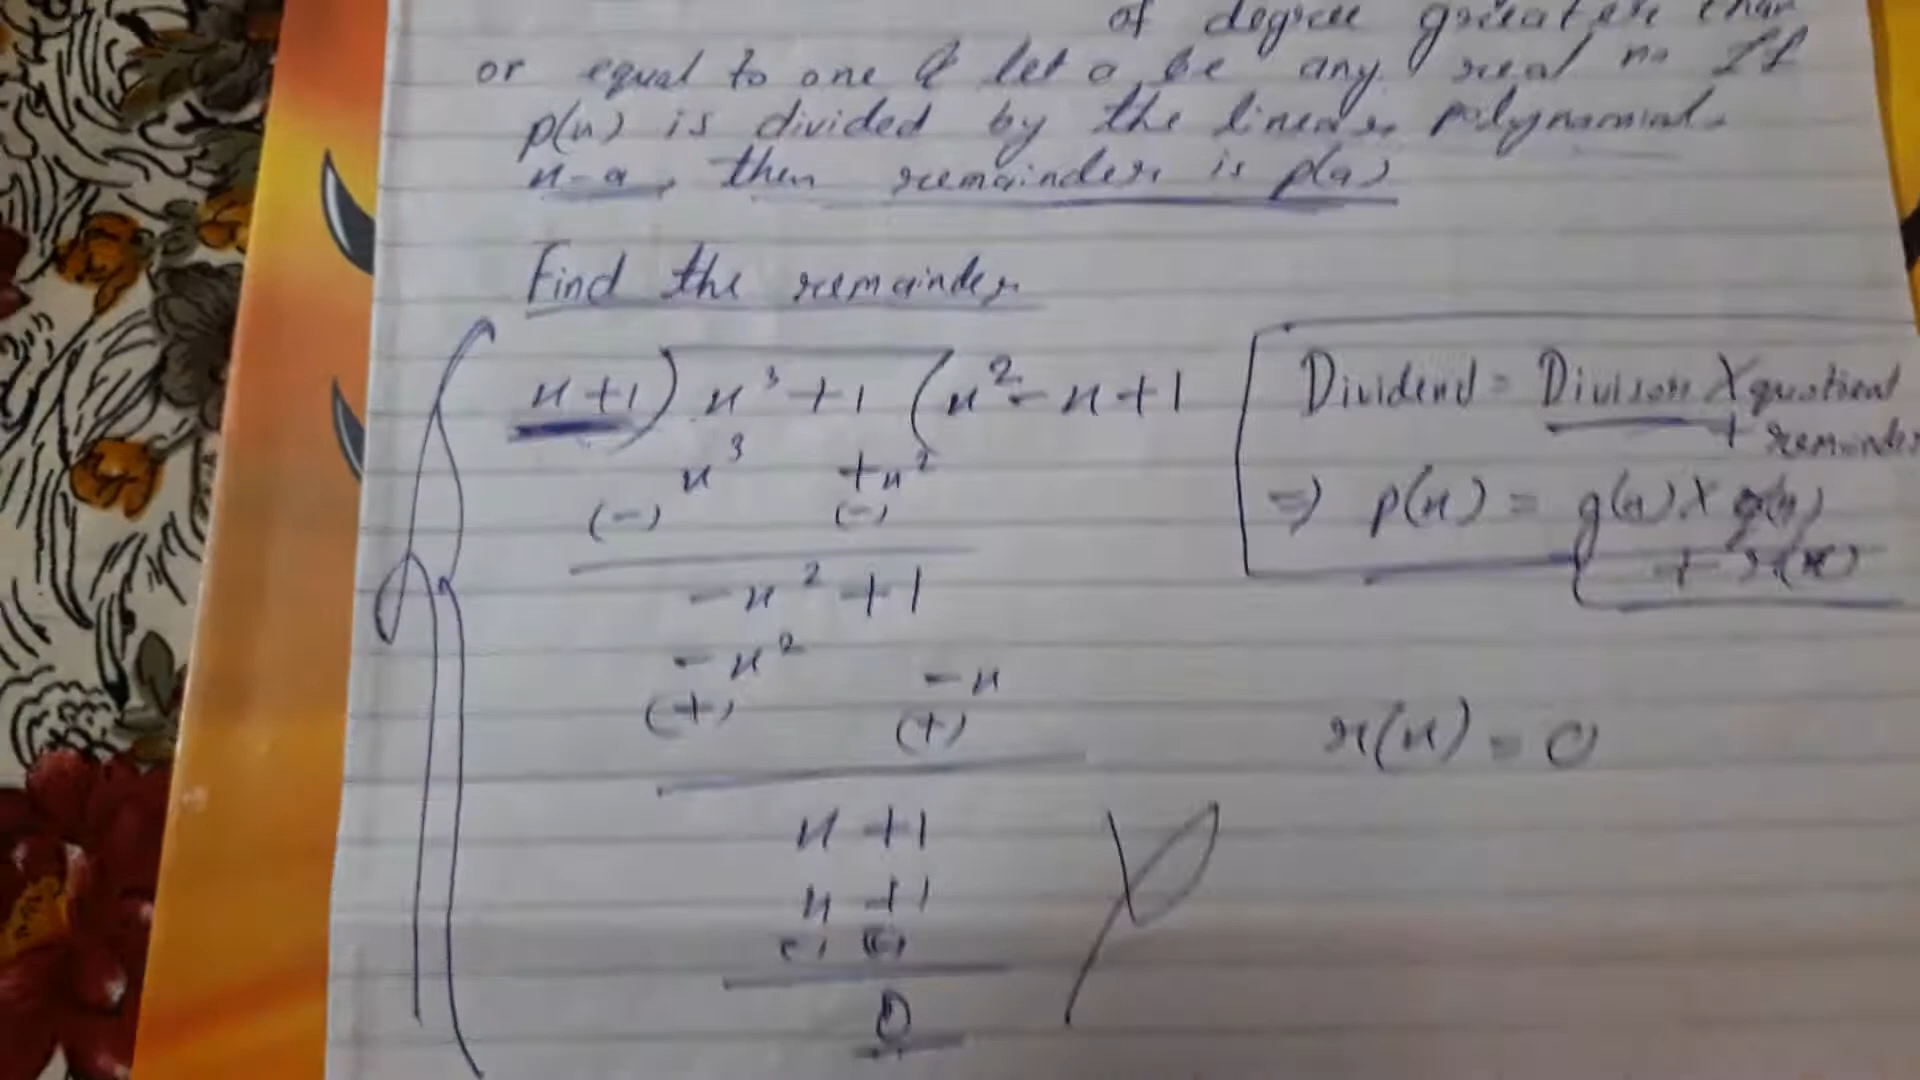 of degree greater than
or equal to one & let a be any real no If
p(x) is divided by the linear polynomial
x-a, then remainder is p(a)
Find the remainder
x+1) x³+1 (x²-x+1
x³ +x²
(-) (-)
-x²+1
-x² -x
(+) (+)
x+1
x+1
(-) (-)
0
Dividend = Divisor X quotient
+ remainder
=> p(x) = g(x) X q(x)
+ r(x)
r(x) = 0